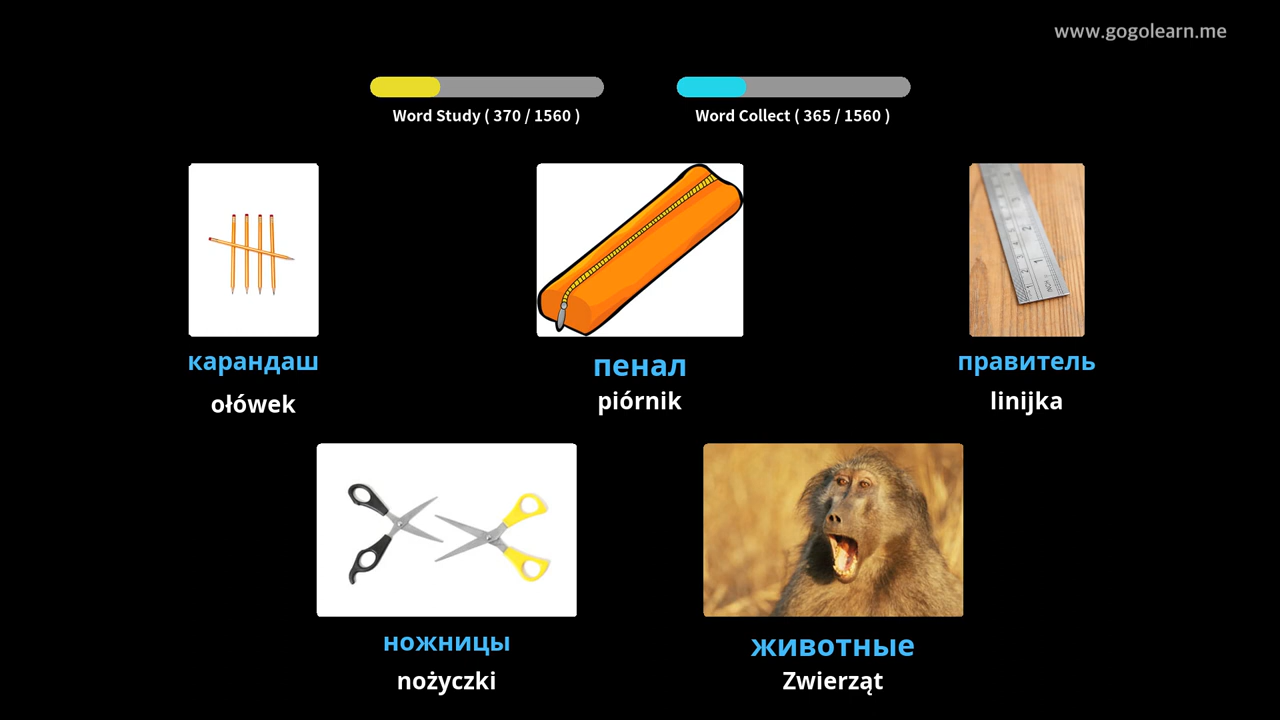 www.gogolearn.me
Word Study ( 370 / 1560 )
Word Collect ( 365 / 1560 )
карандаш
ołówek
пенал
piórnik
правитель
linijka
ножницы
nożyczki
животные
Zwierząt